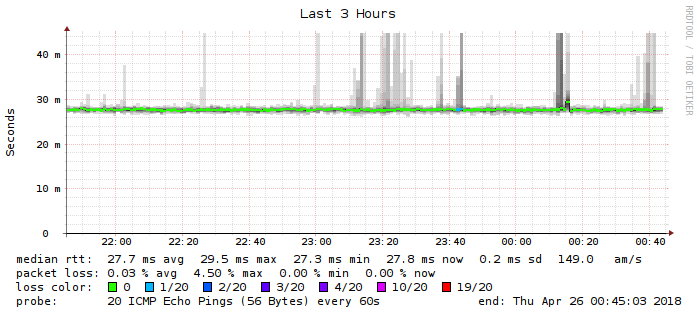 Last 3 Hours
RRDTOOL / TOBI OETIKER
Seconds
40 m
30 m
20 m
10 m
0
22:00 22:20 22:40 23:00 23:20 23:40 00:00 00:20 00:40
median rtt: 27.7 ms avg 29.5 ms max 27.3 ms min 27.8 ms now 0.2 ms sd 149.0 am/s
packet loss: 0.03 % avg 4.50 % max 0.00 % min 0.00 % now
loss color: 0 1/20 2/20 3/20 4/20 10/20 19/20
probe: 20 ICMP Echo Pings (56 Bytes) every 60s end: Thu Apr 26 00:45:03 2018